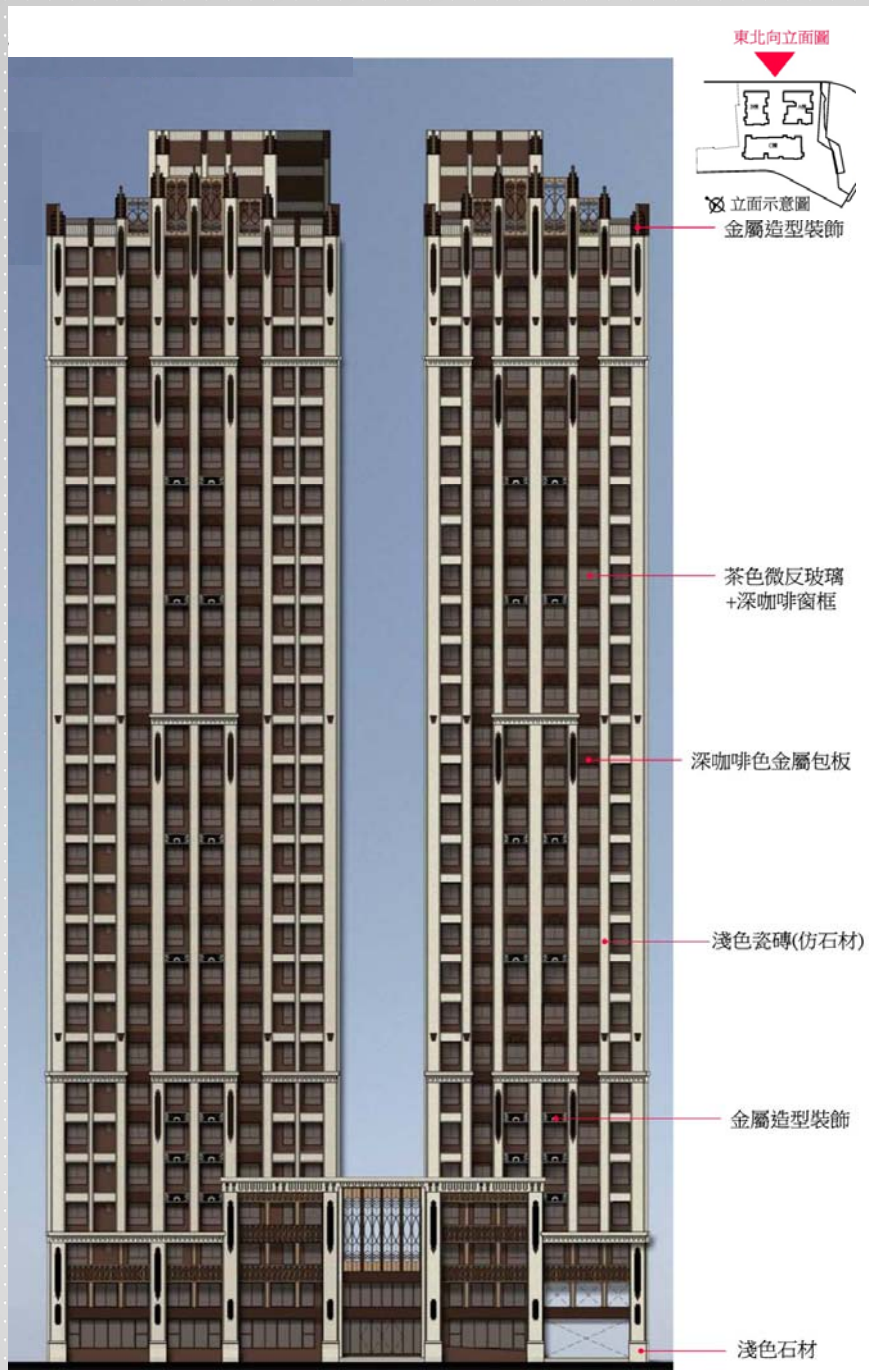 東北向立面圖
立面示意圖
金屬造型裝飾
茶色微反玻璃
+深咖啡窗框
深咖啡色金屬包板
淺色瓷磚(仿石材)
金屬造型裝飾
淺色石材